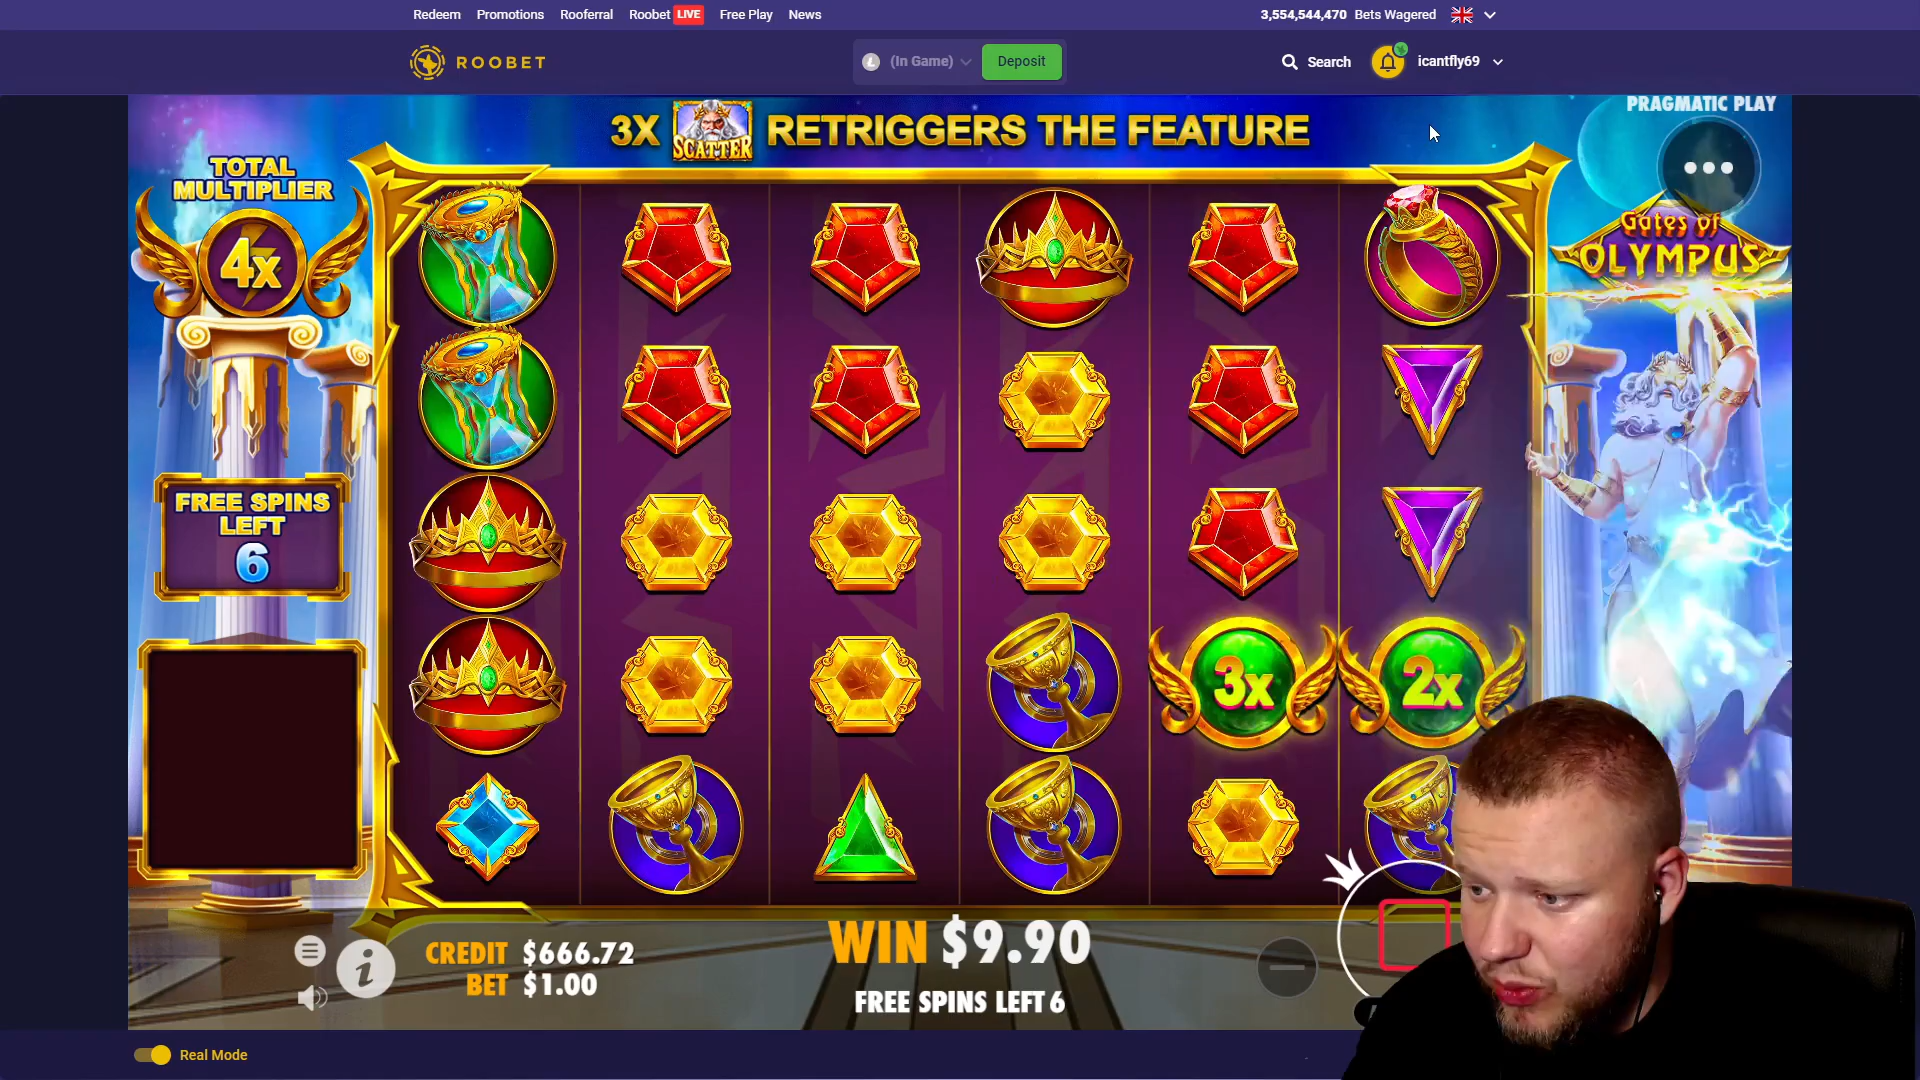 Redeem Promotions Rooferral Roobet LIVE Free Play News
3,554,544,470 Bets Wagered
ROOBET
(In Game) Deposit
Search icantfly69
PRAGMATIC PLAY
3X SCATTER RETRIGGERS THE FEATURE
TOTAL
MULTIPLIER
4x
Gates of
OLYMPUS
FREE SPINS
LEFT
6
3x 2x
CREDIT $666.72
BET $1.00
WIN $9.90
FREE SPINS LEFT 6
Real Mode